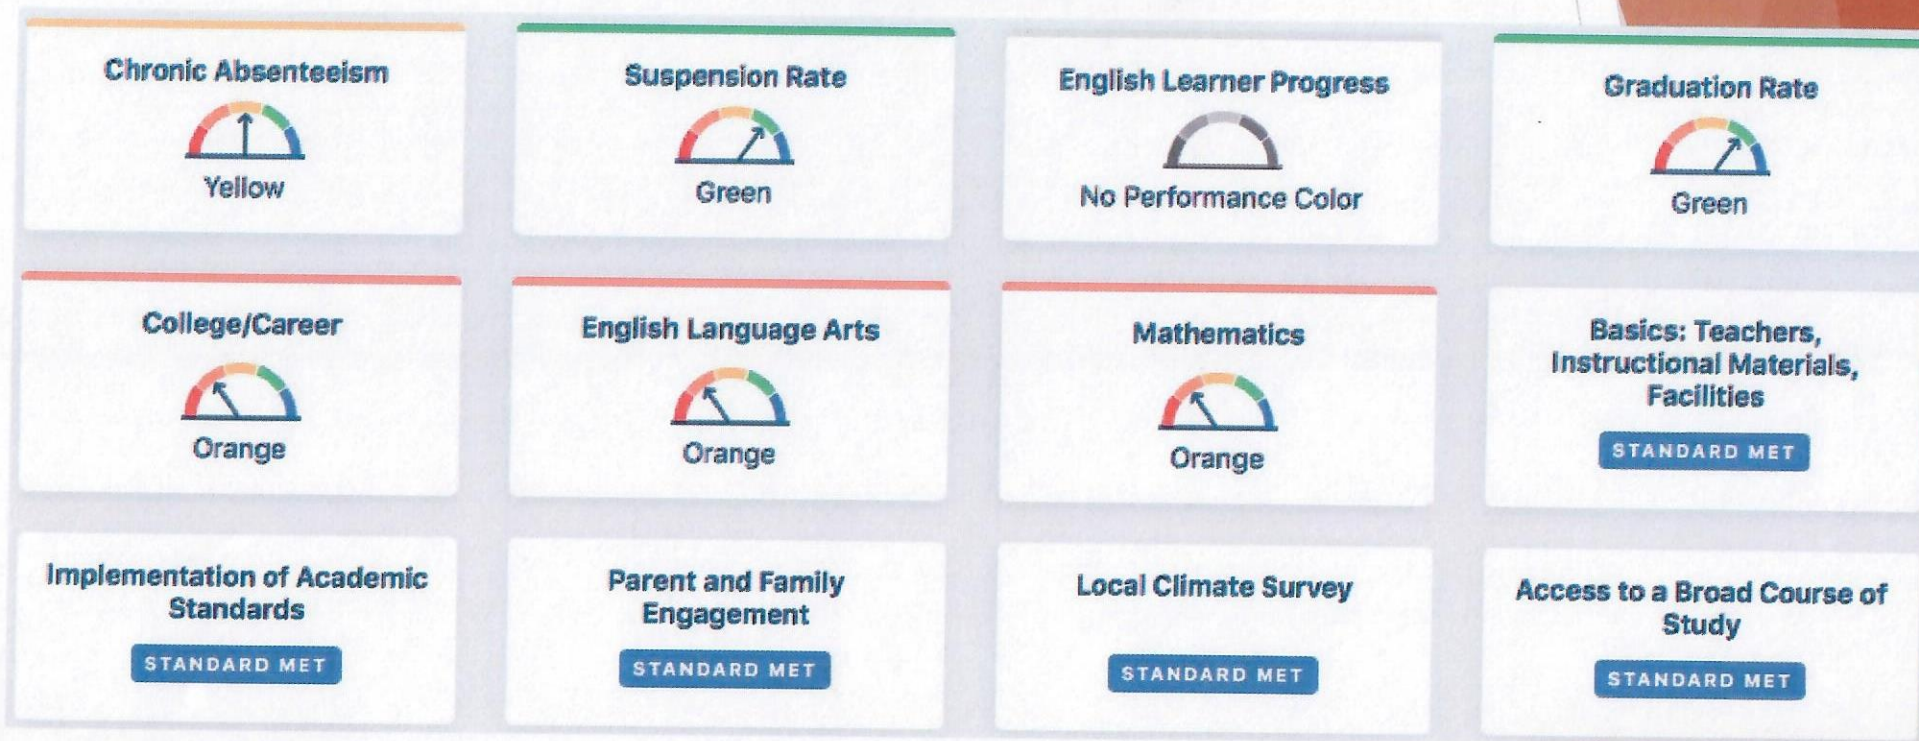 Chronic Absenteeism
Yellow
Suspension Rate
Green
English Learner Progress
No Performance Color
Graduation Rate
Green
College/Career
Orange
English Language Arts
Orange
Mathematics
Orange
Basics: Teachers,
Instructional Materials,
Facilities
STANDARD MET
Implementation of Academic
Standards
STANDARD MET
Parent and Family
Engagement
STANDARD MET
Local Climate Survey
STANDARD MET
Access to a Broad Course of
Study
STANDARD MET